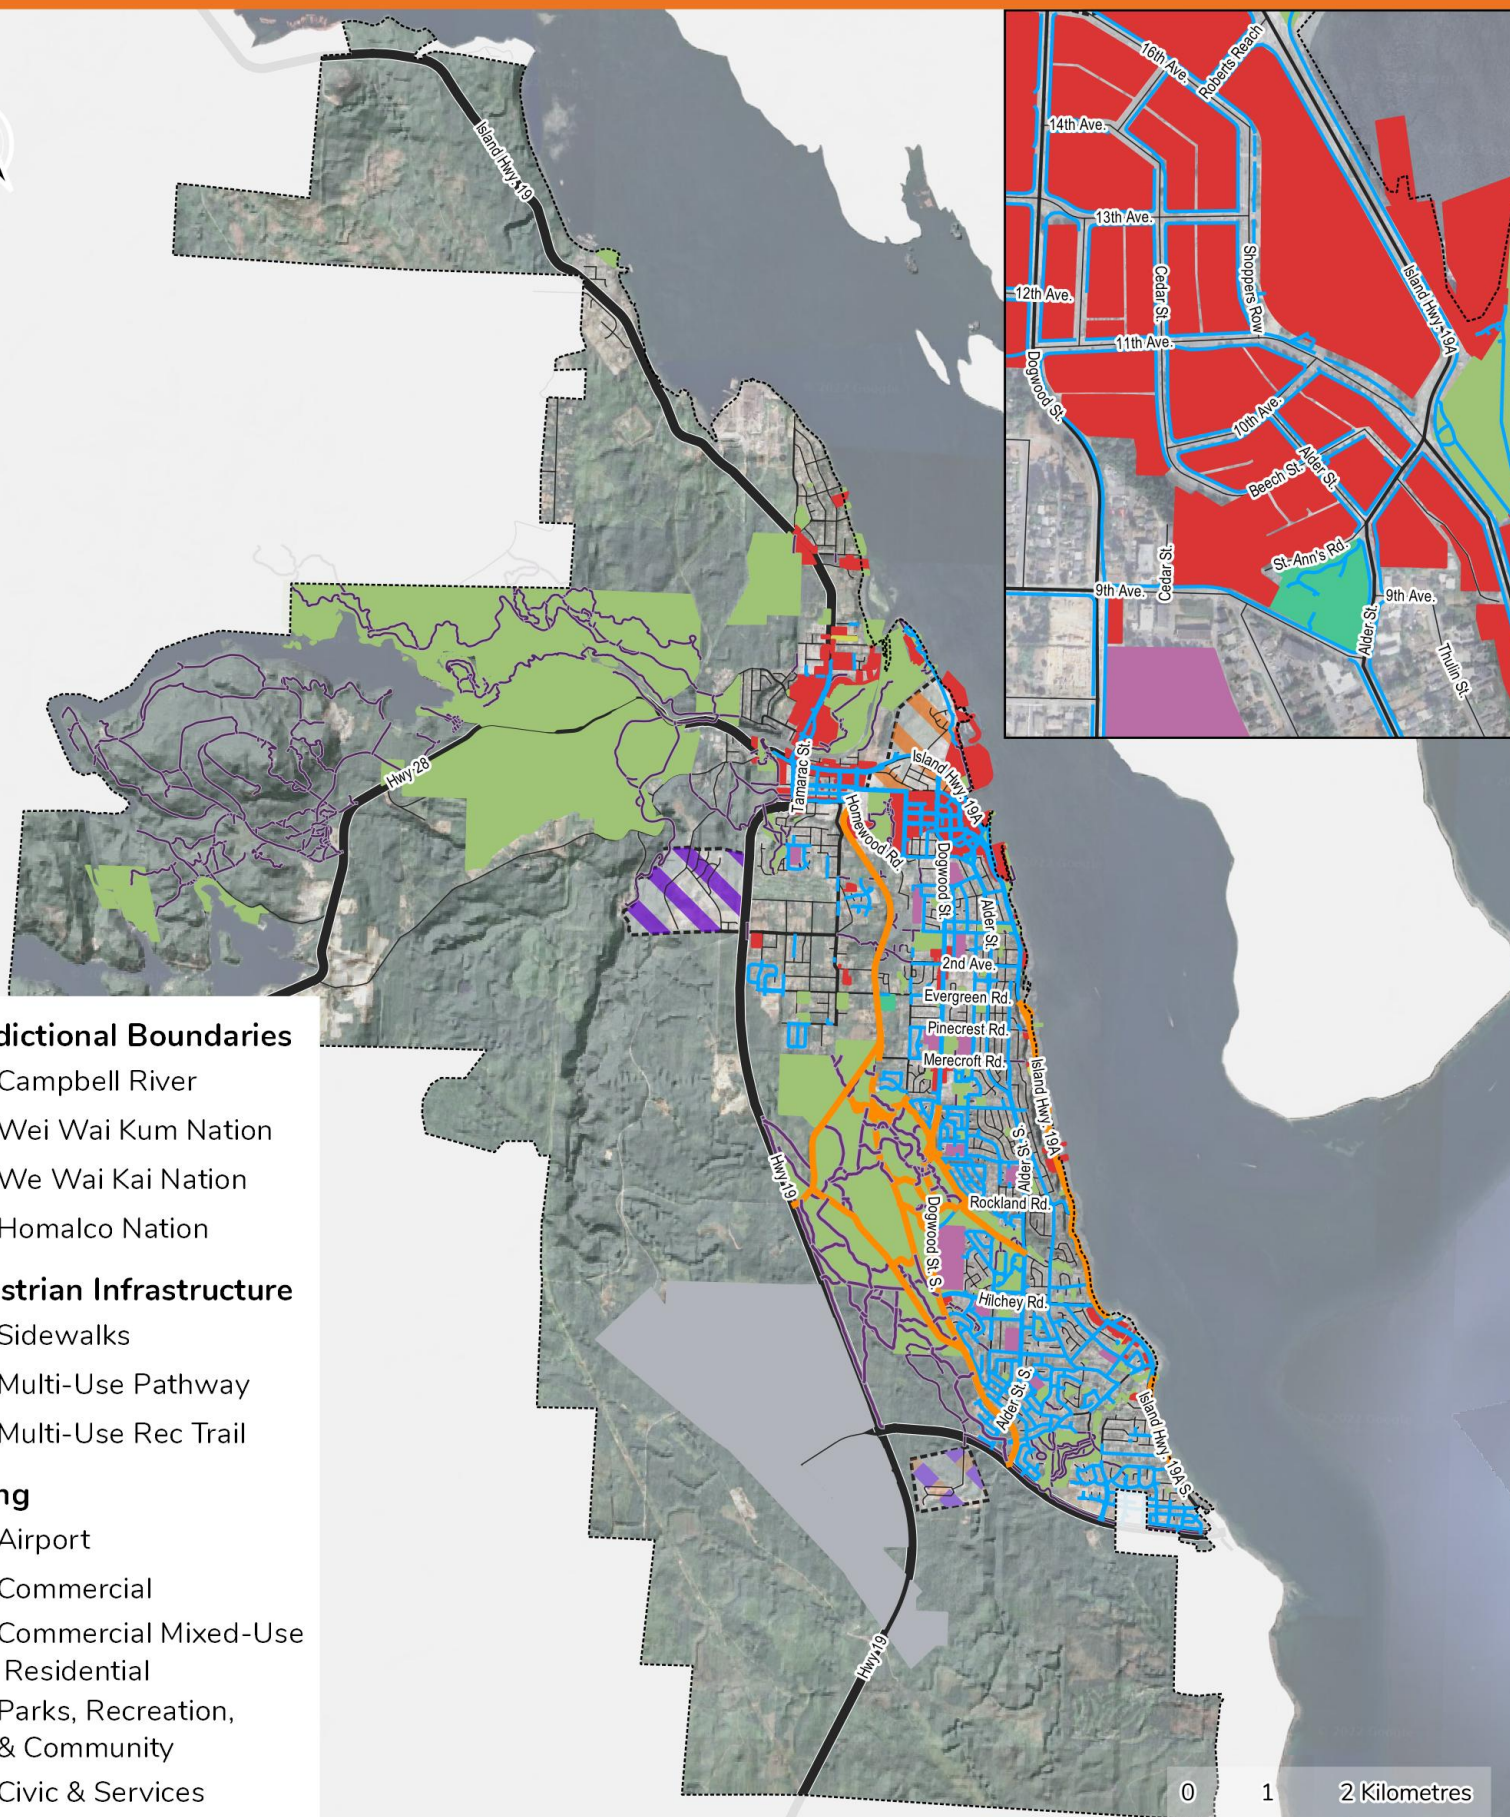 Island Hwy. 19
Hwy 28
Tamarac St.
Island Hwy. 19A
Homewood Rd.
Dogwood St.
Alder St.
2nd Ave.
Evergreen Rd.
Pinecrest Rd.
Merecroft Rd.
Island Hwy. 19A
Alder St. S.
Hwy 19
Rockland Rd.
Dogwood St. S.
Hilchey Rd.
Alder St. S.
Island Hwy. 19A S.
Hwy 19
16th Ave.
Roberts Reach
14th Ave.
13th Ave.
12th Ave.
Cedar St.
Shoppers Row
Island Hwy. 19A
11th Ave.
Dogwood St.
10th Ave.
Alder St.
Beech St.
St. Ann's Rd.
Cedar St.
9th Ave.
9th Ave.
Alder St.
Thulin St.
dictional Boundaries
Campbell River
Wei Wai Kum Nation
We Wai Kai Nation
Homalco Nation
strian Infrastructure
Sidewalks
Multi-Use Pathway
Multi-Use Rec Trail
ng
Airport
Commercial
Commercial Mixed-Use
Residential
Parks, Recreation,
& Community
Civic & Services
0 1 2 Kilometres